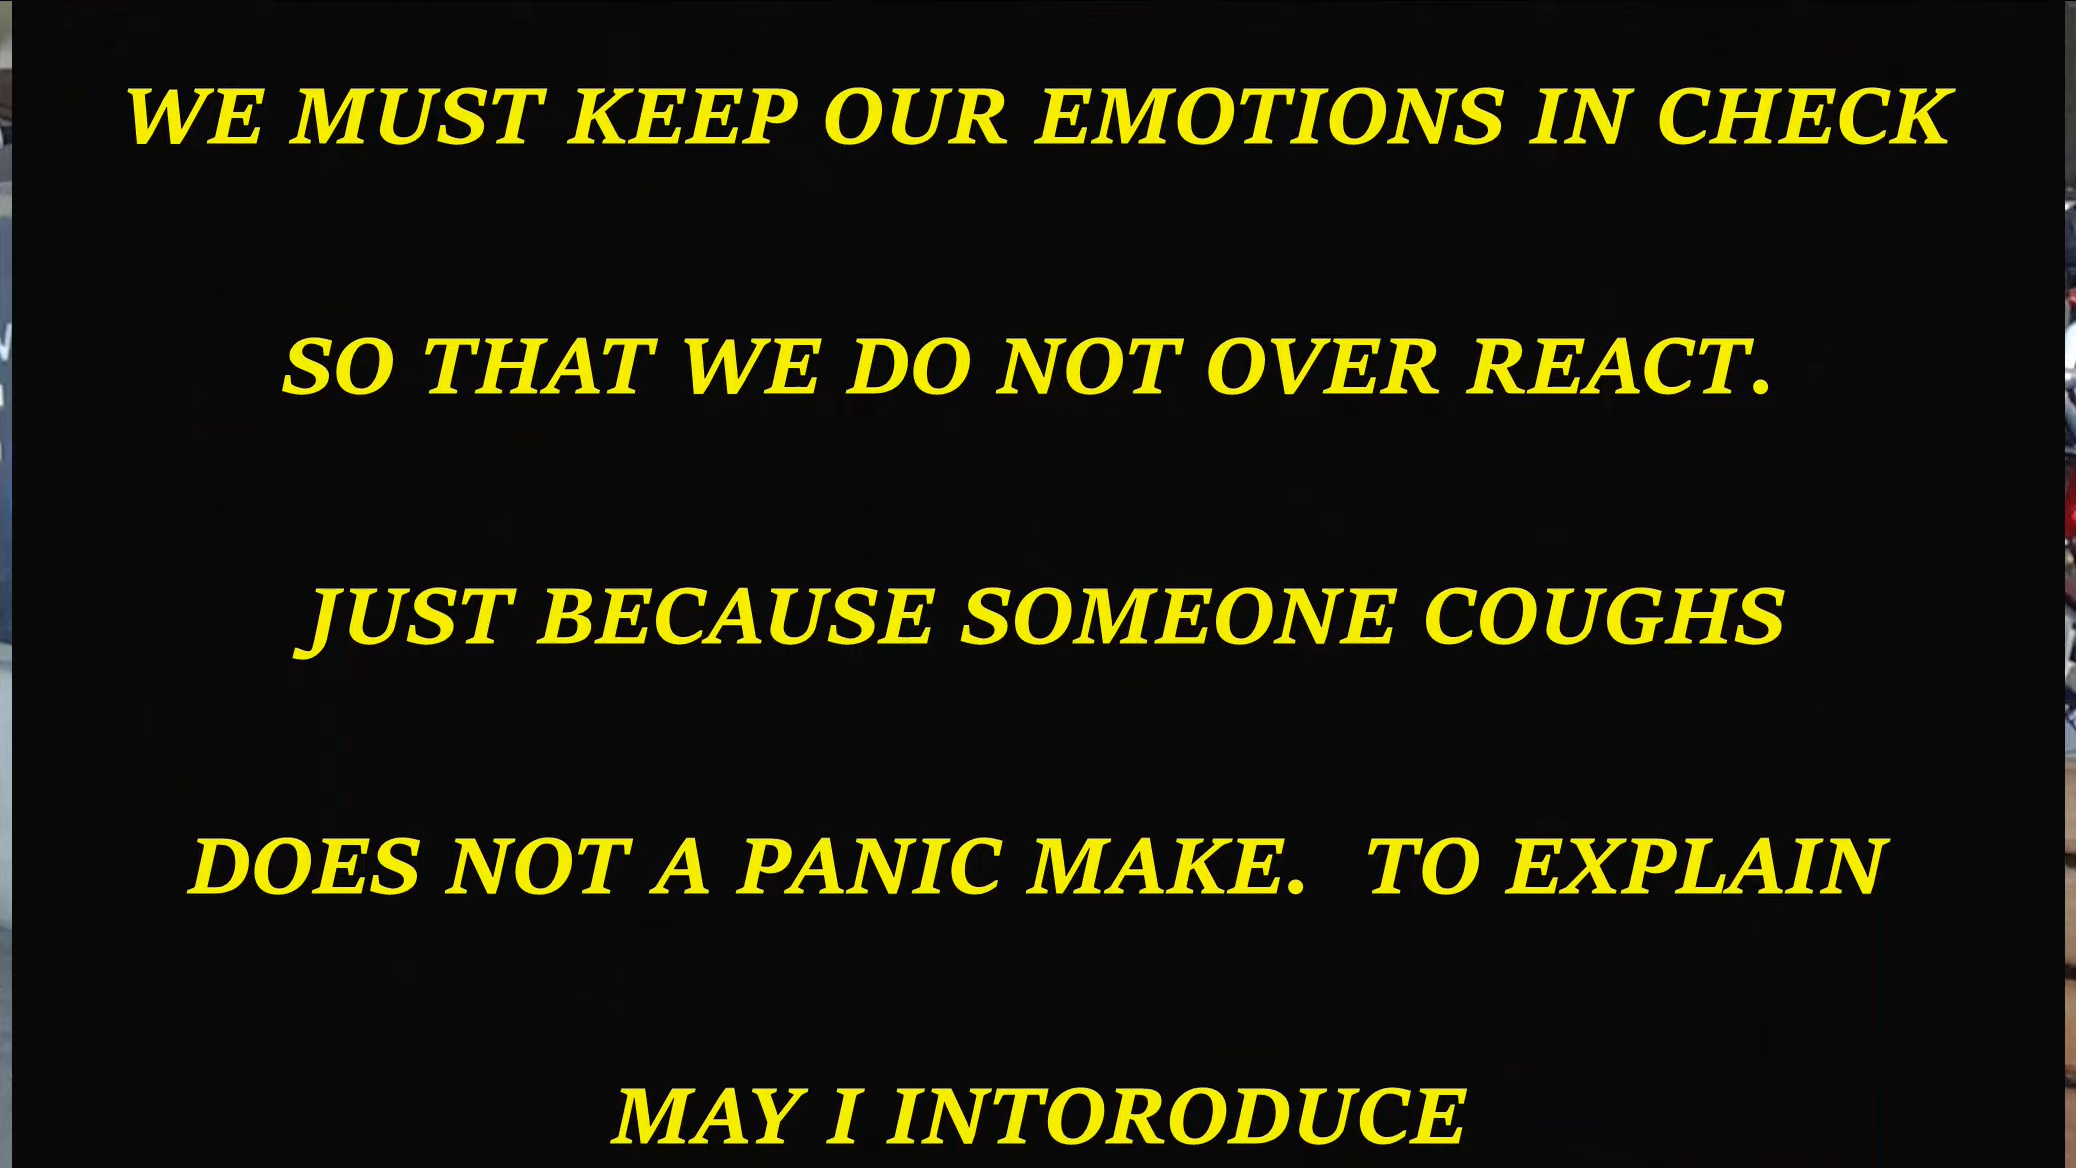 WE MUST KEEP OUR EMOTIONS IN CHECK
SO THAT WE DO NOT OVER REACT.
JUST BECAUSE SOMEONE COUGHS
DOES NOT A PANIC MAKE.  TO EXPLAIN
MAY I INTORODUCE